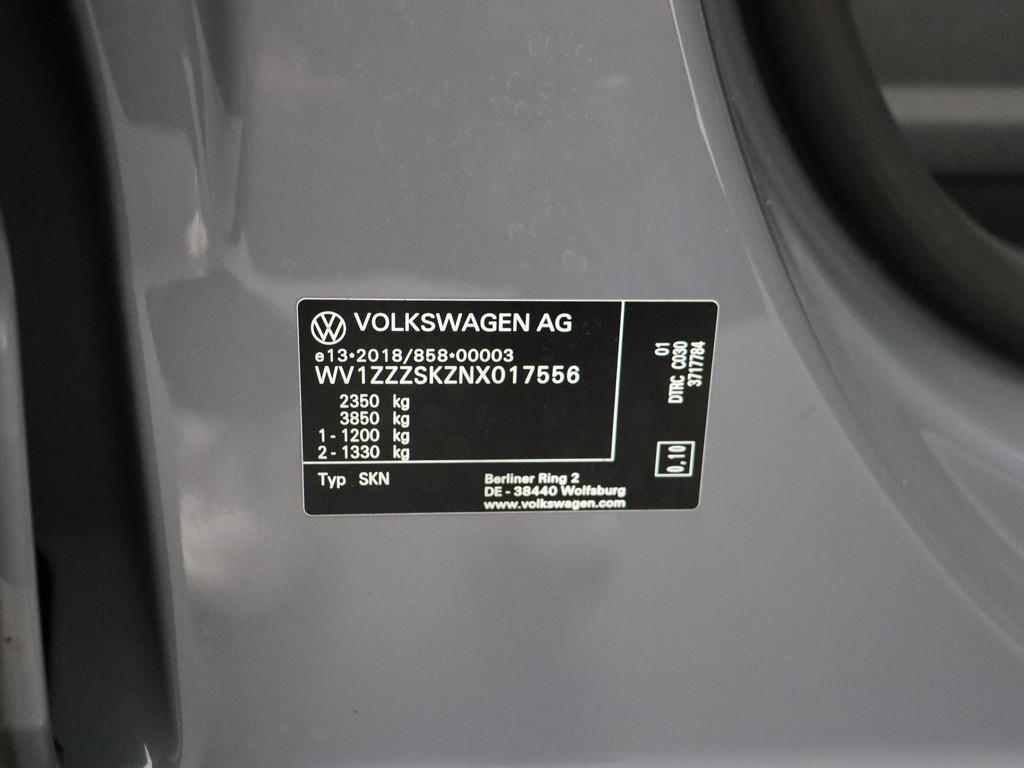 VOLKSWAGEN AG
e13*2018/858*00003
WV1ZZZSKZNX017556
2350 kg
3850 kg
1 - 1200 kg
2 - 1330 kg
Typ SKN
Berliner Ring 2
DE - 38440 Wolfsburg
www.volkswagen.com
01
DTRC C030
3717784
0,10